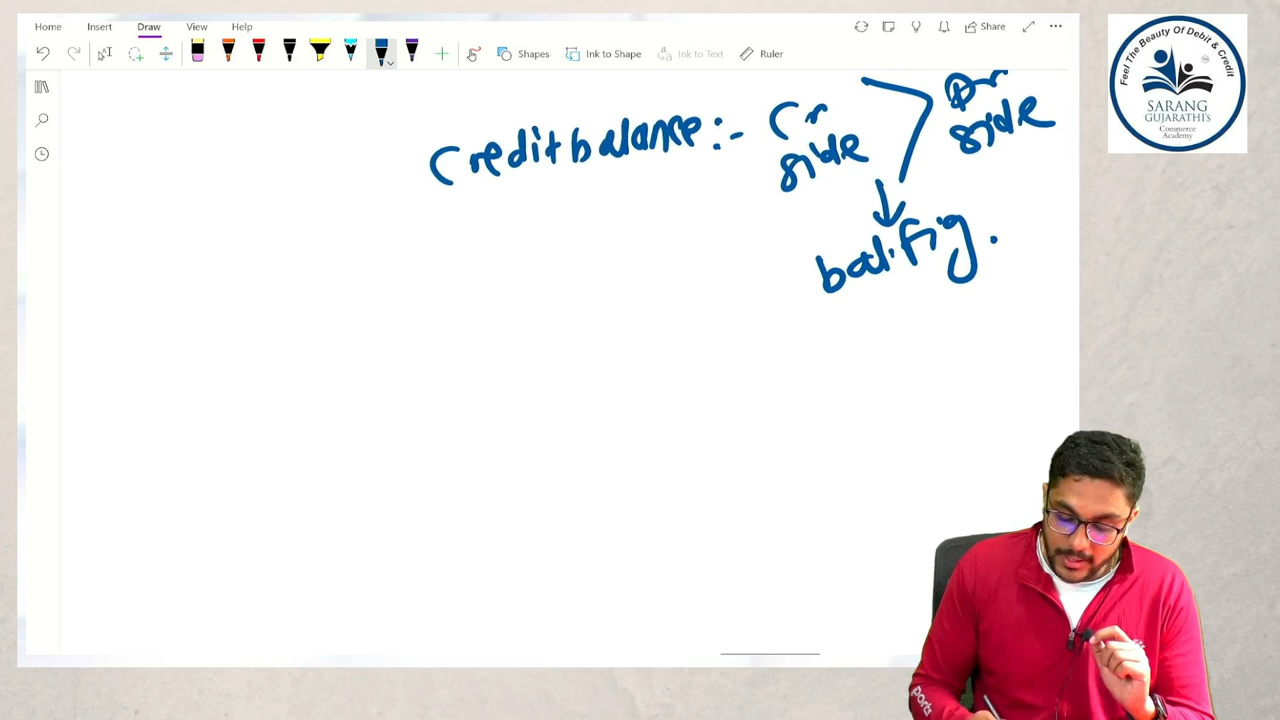 Home Insert Draw View Help
Share
Shapes Ink to Shape Ink to Text Ruler
Feel The Beauty Of Debit & Credit
SARANG
GUJARATHI'S
Commerce
Academy
Credit balance :- Cr side > Dr side
bal. fig.
ports